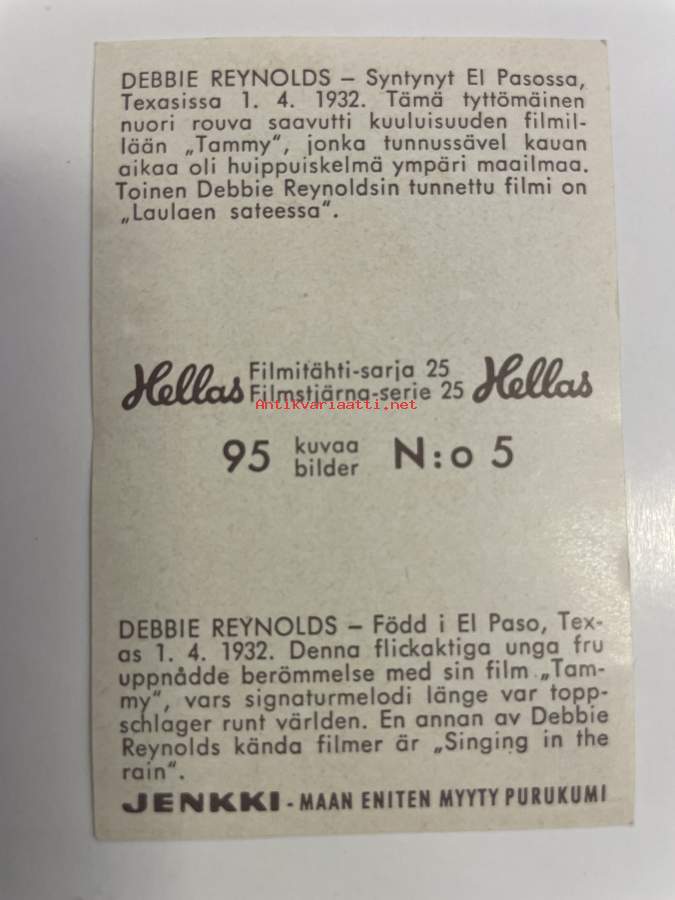 DEBBIE REYNOLDS – Syntynyt El Pasossa,
Texasissa 1. 4. 1932. Tämä tyttömäinen
nuori rouva saavutti kuuluisuuden filmil-
lään „Tammy“, jonka tunnussävel kauan
aikaa oli huippuiskelmä ympäri maailmaa.
Toinen Debbie Reynoldsin tunnettu filmi on
„Laulaen sateessa“.
Hellas Filmitähti-sarja 25 Hellas
Filmstjärna-serie 25
Antikvariaatti.net
95 kuvaa N:o 5
bilder
DEBBIE REYNOLDS – Född i El Paso, Tex-
as 1. 4. 1932. Denna flickaktiga unga fru
uppnådde berömmelse med sin film „Tam-
my“, vars signaturmelodi länge var topp-
schlager runt världen. En annan av Debbie
Reynolds kända filmer är „Singing in the
rain“.
JENKKI - MAAN ENITEN MYYTY PURUKUMI